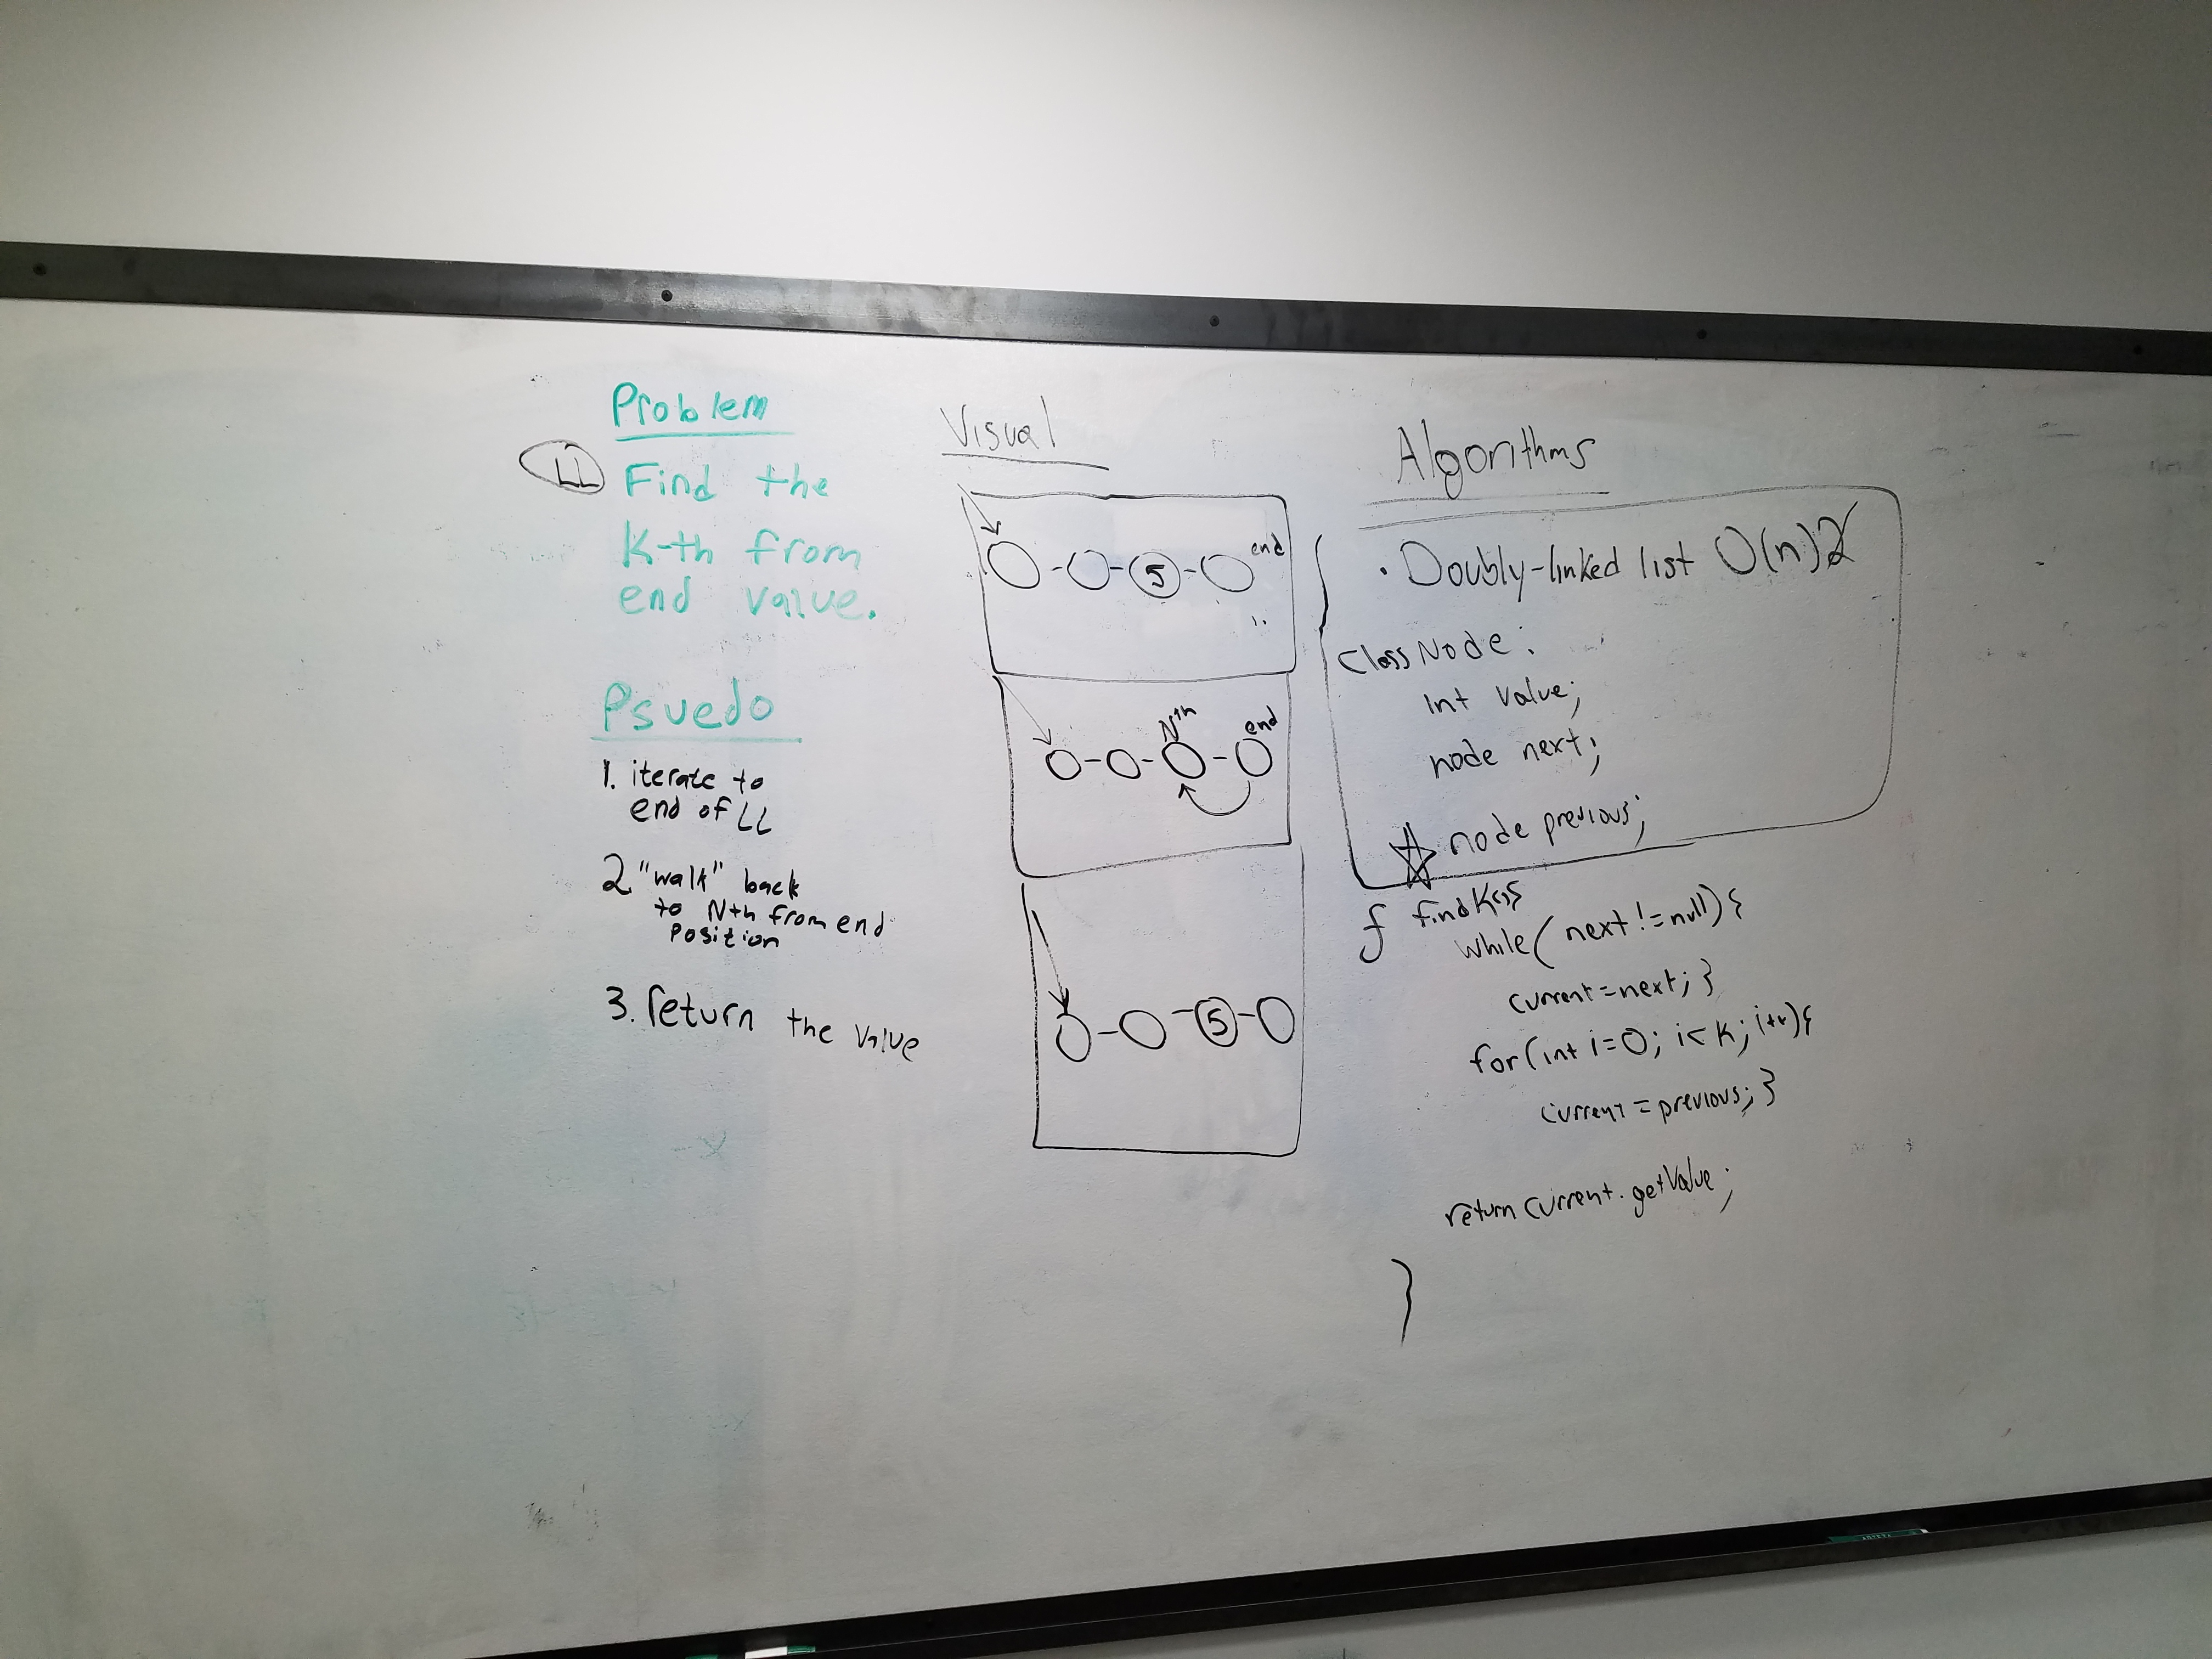 Problem
LL
Find the
K-th from
end value.
Psuedo
1. iterate to
end of LL
2 "walk" back
to Nth from end
Position
3. return the value
Visual
5
end
Nth
end
5
Algorithms
· Doubly-linked list O(n)
Class Node:
int value;
node next;
node previous;
f
while(next != null){
current=next; }
for(int i=0; i<k; i++){
current = previous; }
return current.getValue;
}